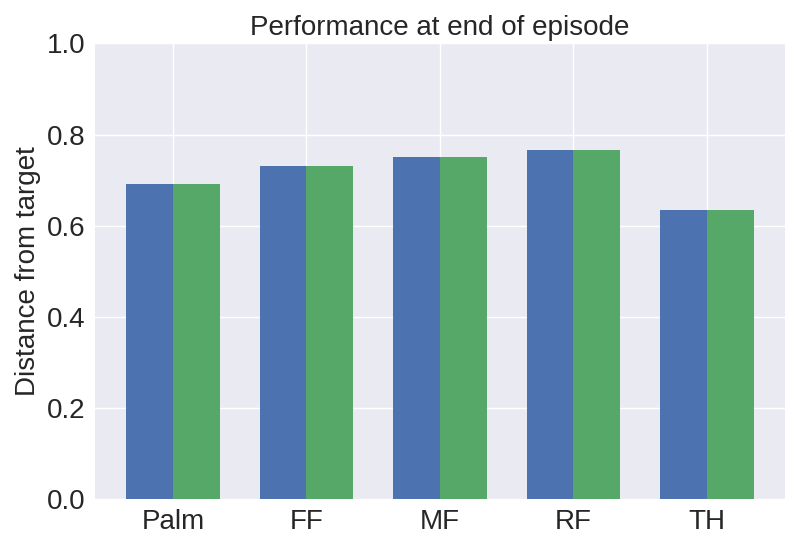 Performance at end of episode
Distance from target
1.0
0.8
0.6
0.4
0.2
0.0
Palm FF MF RF TH